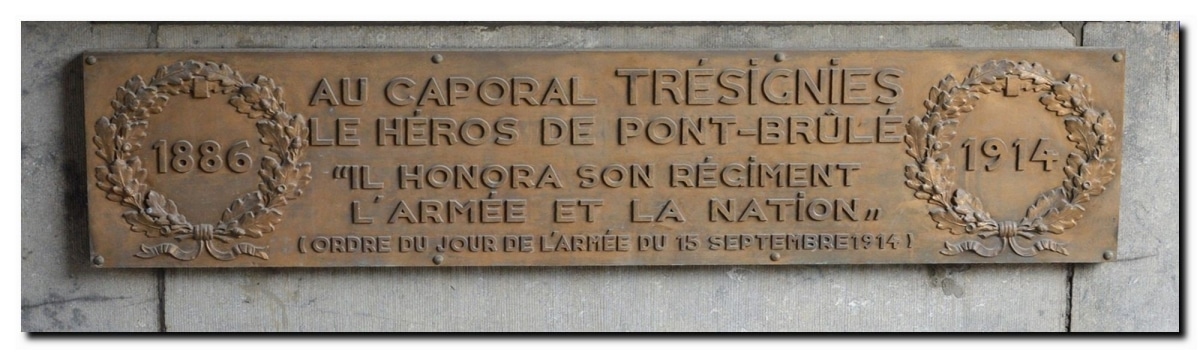 1886
AU CAPORAL TRÉSIGNIES
LE HÉROS DE PONT-BRÛLÉ
"IL HONORA SON RÉGIMENT
L'ARMÉE ET LA NATION„
(ORDRE DU JOUR DE L'ARMÉE DU 15 SEPTEMBRE 1914)
1914